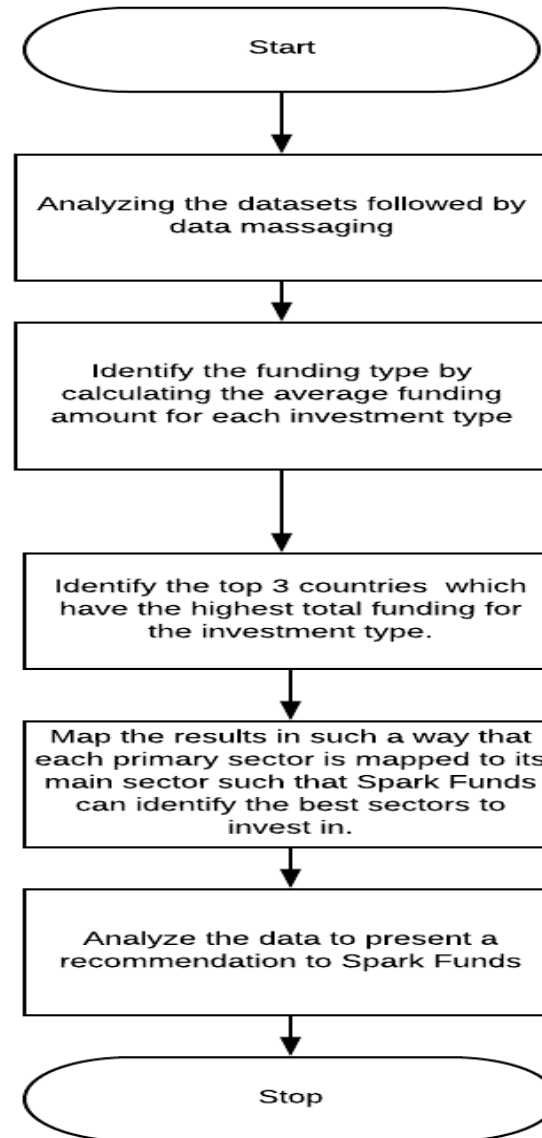 Start
Analyzing the datasets followed by
data massaging
Identify the funding type by
calculating the average funding
amount for each investment type
Identify the top 3 countries which
have the highest total funding for
the investment type.
Map the results in such a way that
each primary sector is mapped to its
main sector such that Spark Funds
can identify the best sectors to
invest in.
Analyze the data to present a
recommendation to Spark Funds
Stop